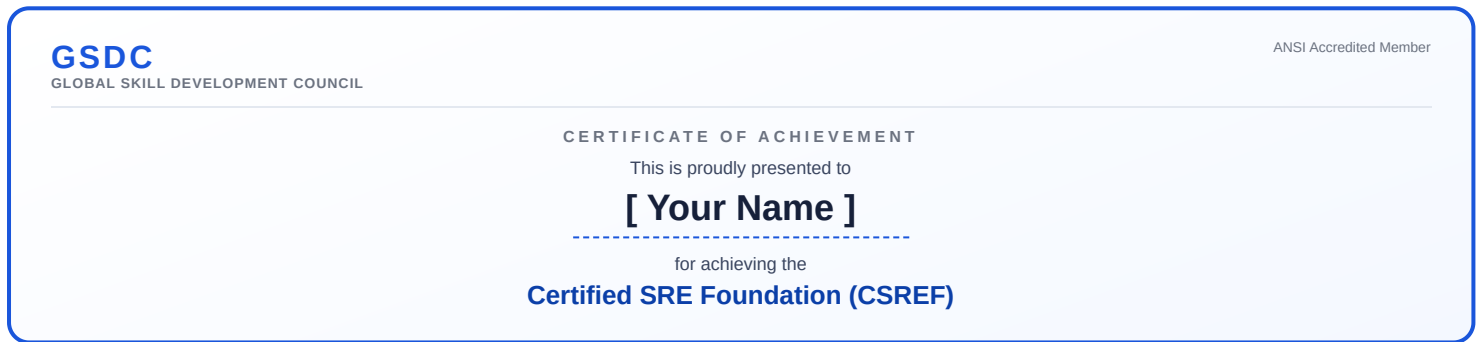 GSDC
ANSI Accredited Member
GLOBAL SKILL DEVELOPMENT COUNCIL
CERTIFICATE OF ACHIEVEMENT
This is proudly presented to
[ Your Name ]
for achieving the
Certified SRE Foundation (CSREF)